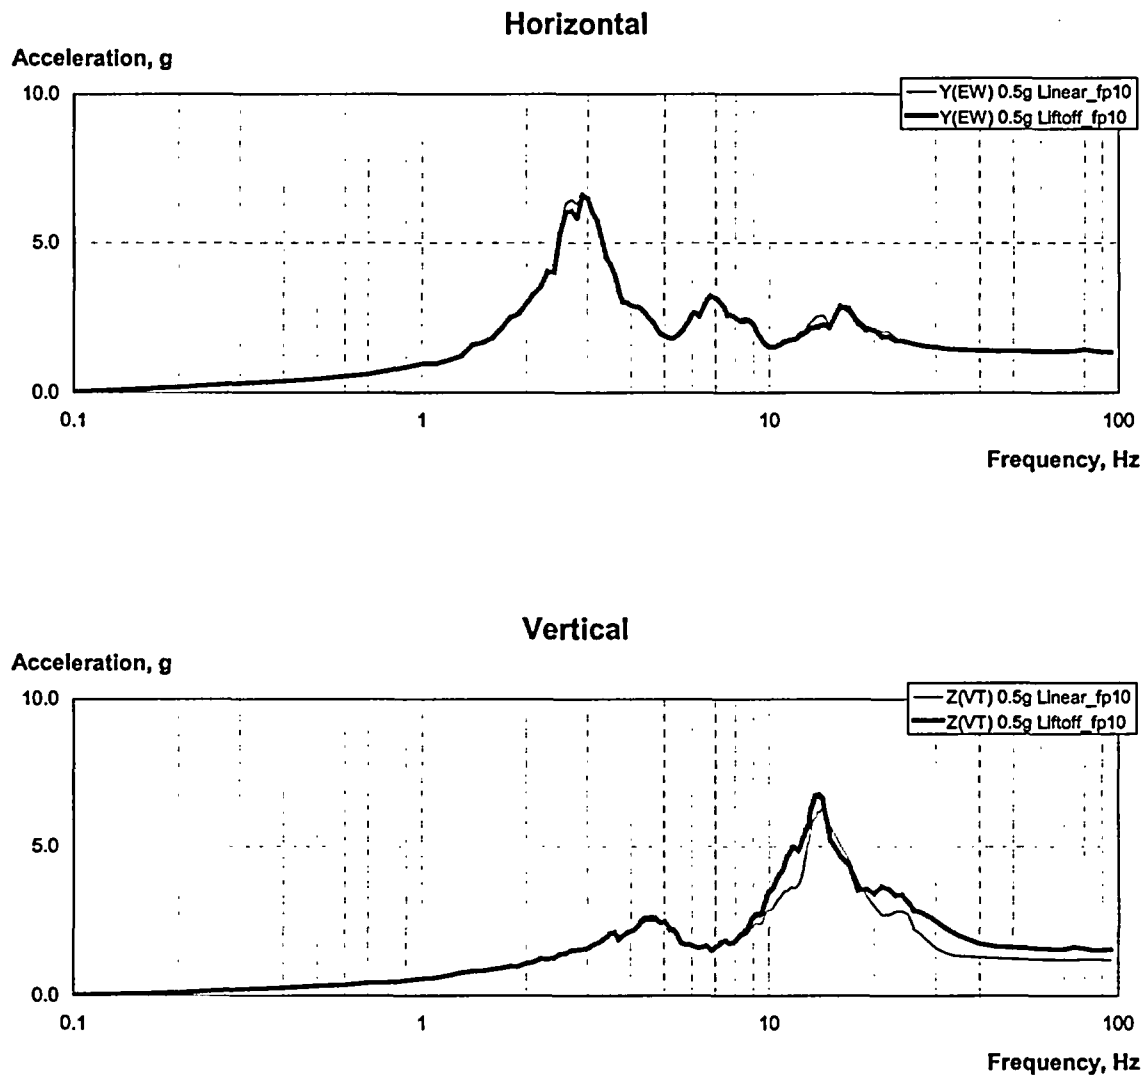 Horizontal
Acceleration, g
10.0
Y(EW) 0.5g Linear_fp10
Y(EW) 0.5g Liftoff_fp10
5.0
0.0
0.1 1 10 100
Frequency, Hz
Vertical
Acceleration, g
10.0
Z(VT) 0.5g Linear_fp10
Z(VT) 0.5g Liftoff_fp10
5.0
0.0
0.1 1 10 100
Frequency, Hz